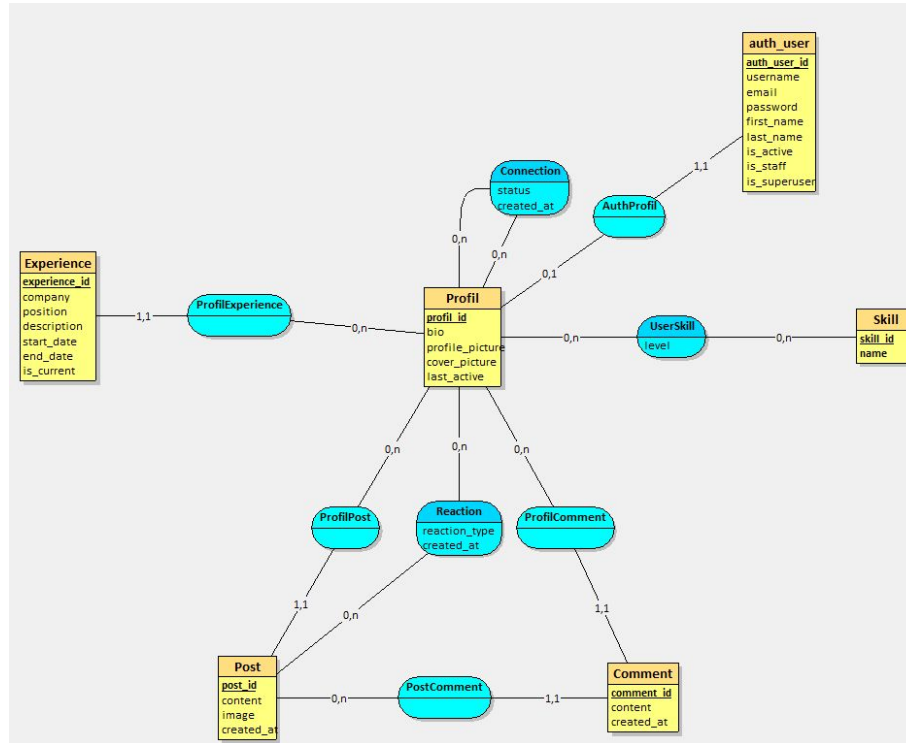 auth_user
auth_user_id
username
email
password
first_name
last_name
is_active
is_staff
is_superuser
Connection
status
created_at
1,1
AuthProfil
0,n
0,n
0,1
Experience
experience_id
company
position
description
start_date
end_date
is_current
1,1
ProfilExperience
0,n
Profil
profil_id
bio
profile_picture
cover_picture
last_active
0,n
UserSkill
level
0,n
Skill
skill_id
name
0,n
0,n
0,n
ProfilPost
Reaction
reaction_type
created_at
ProfilComment
1,1
0,n
1,1
Post
post_id
content
image
created_at
0,n
PostComment
1,1
Comment
comment_id
content
created_at